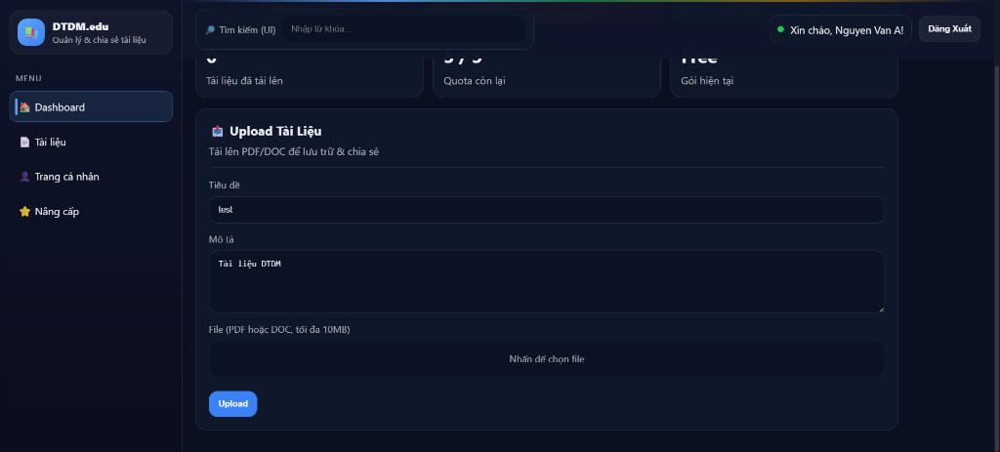 DTDM.edu
Quản lý & chia sẻ tài liệu
MENU
Dashboard
Tài liệu
Trang cá nhân
Nâng cấp
Tìm kiếm (UI)
Nhập từ khóa...
Xin chào, Nguyen Van A!
Đăng Xuất
Tài liệu đã tải lên
Quota còn lại
Gói hiện tại
Upload Tài Liệu
Tải lên PDF/DOC để lưu trữ & chia sẻ
Tiêu đề
test
Mô tả
Tài liệu DTDM
File (PDF hoặc DOC, tối đa 10MB)
Nhấn để chọn file
Upload